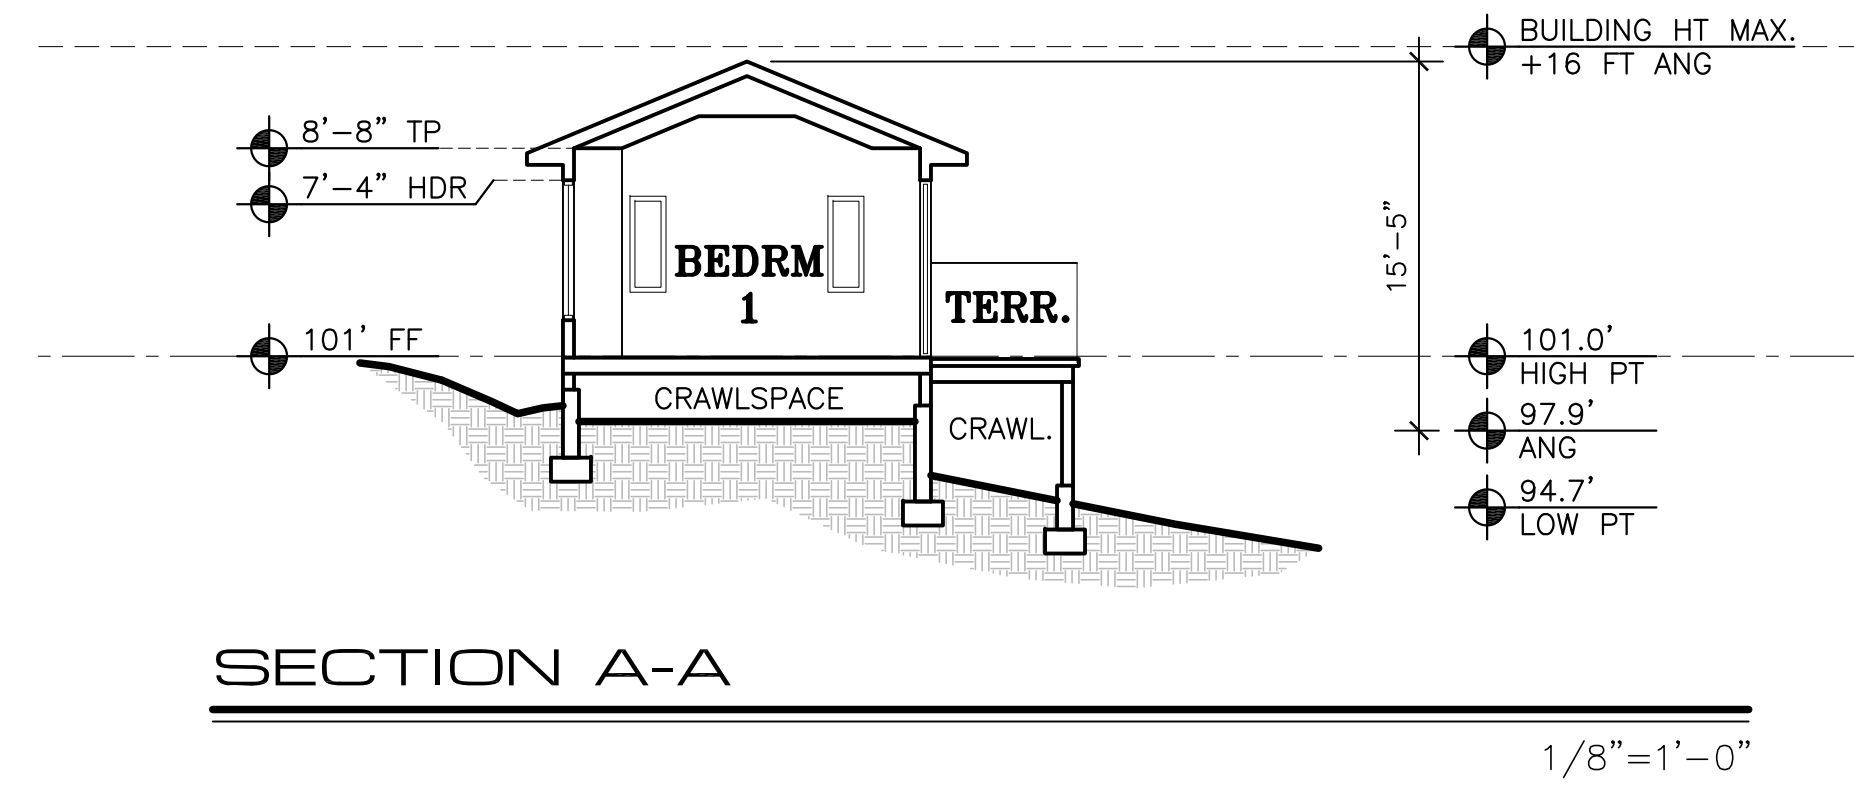 BUILDING HT MAX.
+16 FT ANG
8'-8" TP
7'-4" HDR
15'-5"
BEDRM
1
TERR.
101' FF
101.0'
HIGH PT
CRAWLSPACE
CRAWL.
97.9'
ANG
94.7'
LOW PT
SECTION A-A
1/8"=1'-0"